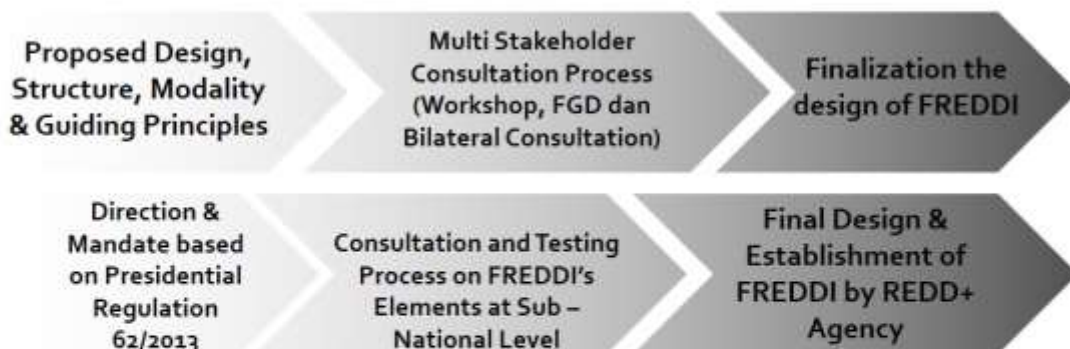 Proposed Design,
Structure, Modality
& Guiding Principles
Multi Stakeholder
Consultation Process
(Workshop, FGD dan
Bilateral Consultation)
Finalization the
design of FREDDI
Direction &
Mandate based
on Presidential
Regulation
62/2013
Consultation and Testing
Process on FREDDI's
Elements at Sub –
National Level
Final Design &
Establishment of
FREDDI by REDD+
Agency